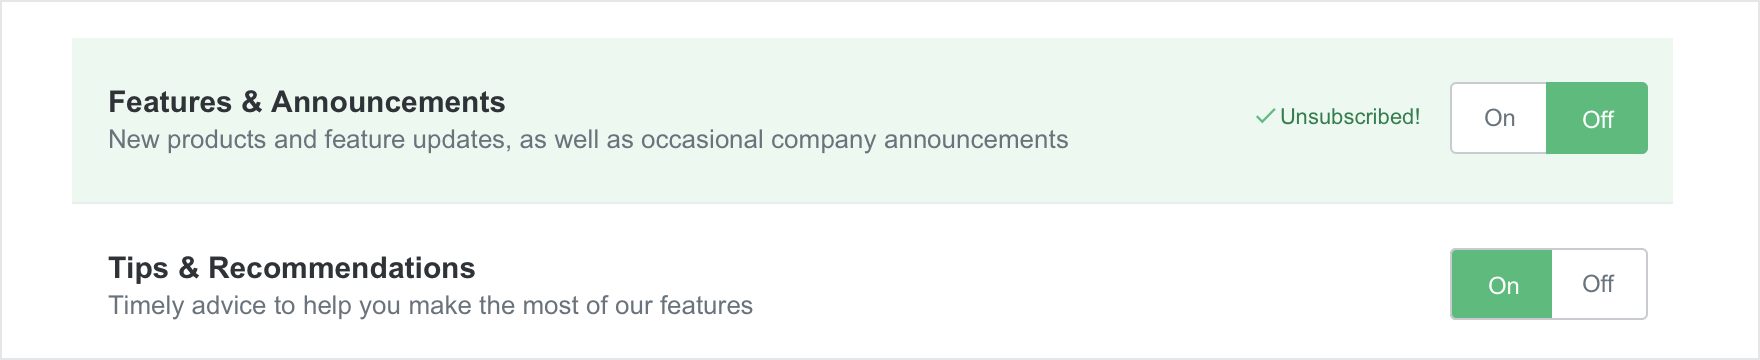 Features & Announcements
New products and feature updates, as well as occasional company announcements
Unsubscribed!
On
Off
Tips & Recommendations
Timely advice to help you make the most of our features
On
Off